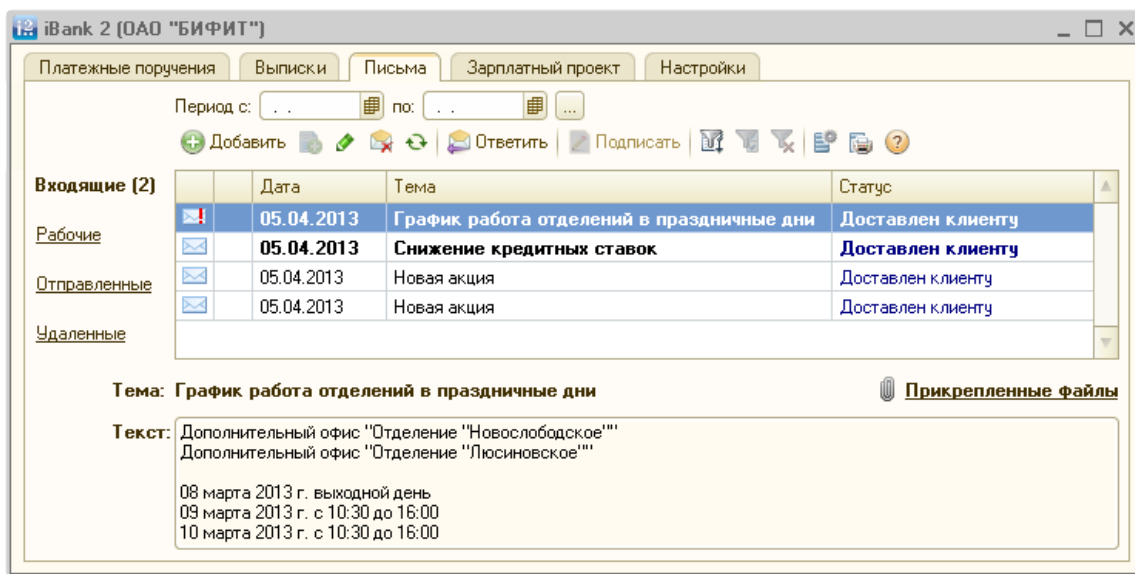 iBank 2 (ОАО "БИФИТ")
Платежные поручения Выписки Письма Зарплатный проект Настройки
Период с: . . по: . . ...
Добавить Ответить Подписать
Входящие (2)
Рабочие
Отправленные
Удаленные
Дата Тема Статус
05.04.2013 График работа отделений в праздничные дни Доставлен клиенту
05.04.2013 Снижение кредитных ставок Доставлен клиенту
05.04.2013 Новая акция Доставлен клиенту
05.04.2013 Новая акция Доставлен клиенту
Тема: График работа отделений в праздничные дни Прикрепленные файлы
Текст: Дополнительный офис "Отделение "Новослободское""
Дополнительный офис "Отделение "Люсиновское""
08 марта 2013 г. выходной день
09 марта 2013 г. с 10:30 до 16:00
10 марта 2013 г. с 10:30 до 16:00